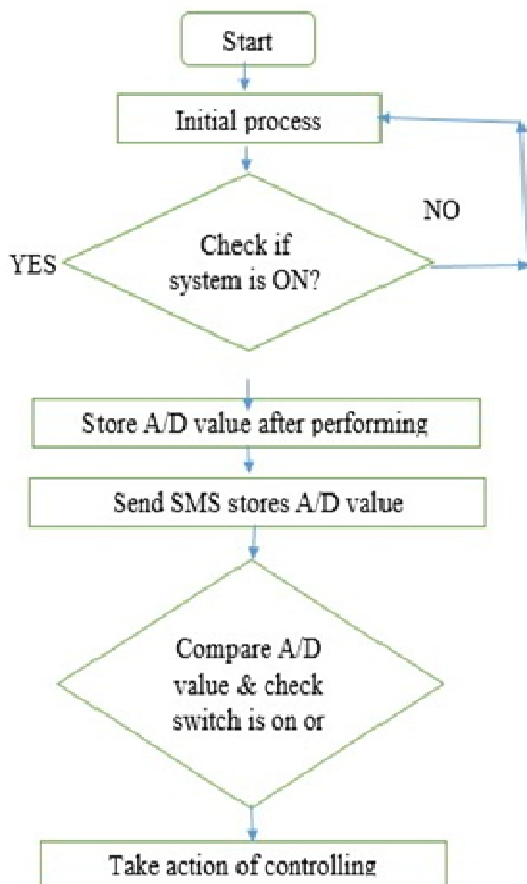 Start
Initial process
NO
Check if
YES
system is ON?
Store A/D value after performing
Send SMS stores A/D value
Compare A/D
value & check
switch is on or
Take action of controlling